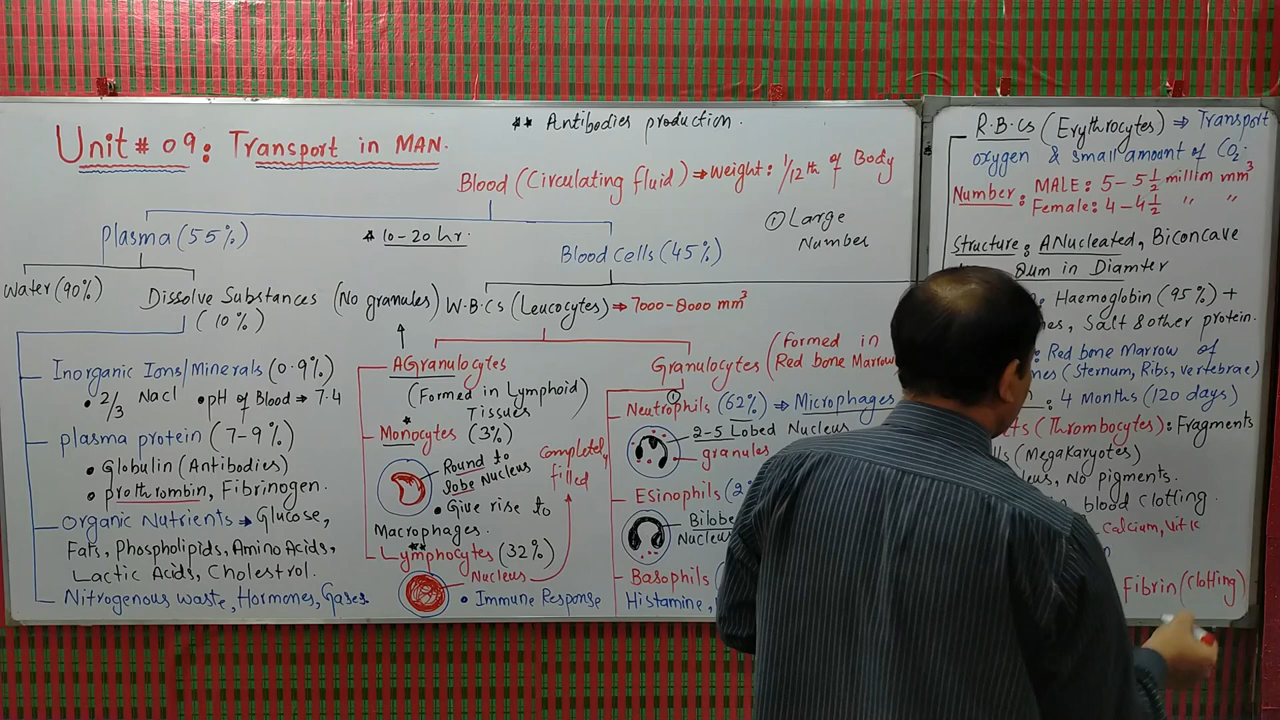 ** Antibodies production.
Unit # 09: Transport in MAN.
Blood (Circulating fluid) ⇒ Weight: 1/12th of Body
① Large
Number
Plasma (55%)
* 10-20 hr.
Blood Cells (45%)
Water (90%)
Dissolve Substances
(10%)
(No granules)
W.B.Cs (Leucocytes) ⇒ 7000-8000 mm³
Inorganic Ions/Minerals (0.9%)
• 2/3 Nacl • pH of Blood ⇒ 7.4
plasma protein (7-9%)
• Globulin (Antibodies)
• prothrombin, Fibrinogen.
Organic Nutrients → Glucose,
Fats, Phospholipids, Amino Acids,
Lactic Acids, Cholestrol.
Nitrogenous waste, Hormones, Gases
AGranulocytes
(Formed in Lymphoid)
Tissues
*
Monocytes (3%)
Round to
lobe Nucleus
• Give rise to
Macrophages.
**
Lymphocytes (32%)
Nucleus
• Immune Response
Completely
filled
Granulocytes (Formed in
Red bone Marrow
①
Neutrophils (62%) ⇒ Microphages
2-5 Lobed Nucleus
granules
Esinophils (2
Bilobe
Nucleus
Basophils (
Histamine,
R.B.Cs (Erythrocytes) ⇒ Transport
oxygen & small amount of CO₂.
Number: MALE: 5-5 1/2 millim mm³
Female: 4-4 1/2 " "
Structure: ANucleated, Biconcave
in Diamter
: Haemoglobin (95%) +
Salt & other protein.
: Red bone Marrow of
(Sternum, Ribs, vertebrae)
: 4 Months (120 days)
(Thrombocytes): Fragments
(Megakaryotes)
No pigments.
blood clotting.
Calcium, Vit K
Fibrin (Clotting)